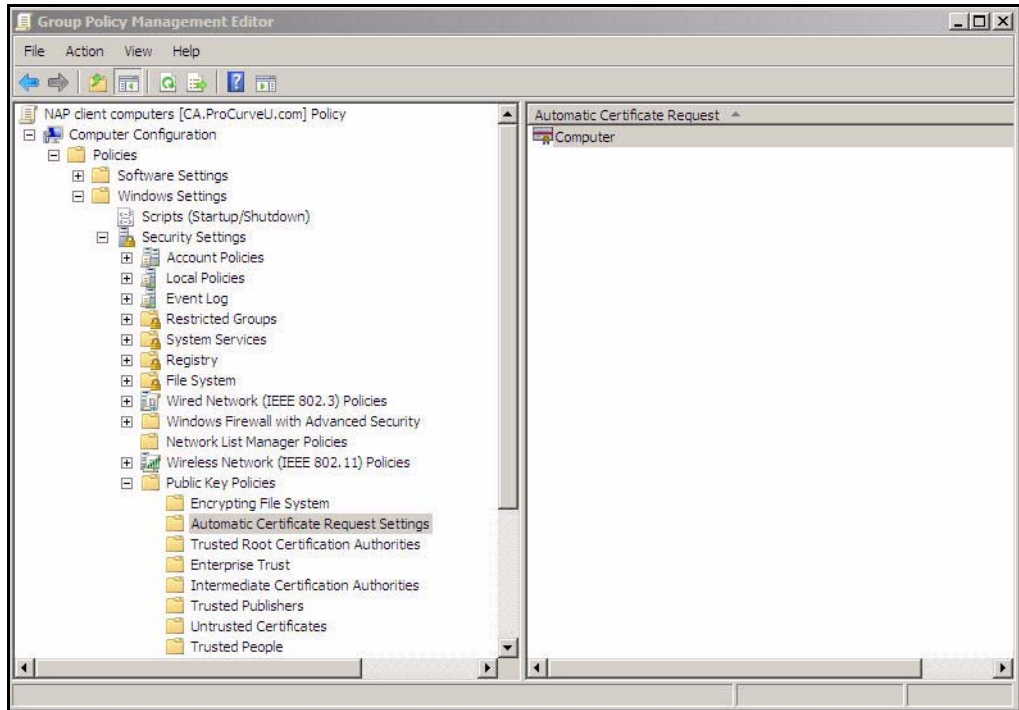 Group Policy Management Editor
File Action View Help
NAP client computers [CA.ProCurveU.com] Policy
Computer Configuration
Policies
Software Settings
Windows Settings
Scripts (Startup/Shutdown)
Security Settings
Account Policies
Local Policies
Event Log
Restricted Groups
System Services
Registry
File System
Wired Network (IEEE 802.3) Policies
Windows Firewall with Advanced Security
Network List Manager Policies
Wireless Network (IEEE 802.11) Policies
Public Key Policies
Encrypting File System
Automatic Certificate Request Settings
Trusted Root Certification Authorities
Enterprise Trust
Intermediate Certification Authorities
Trusted Publishers
Untrusted Certificates
Trusted People
Automatic Certificate Request
Computer